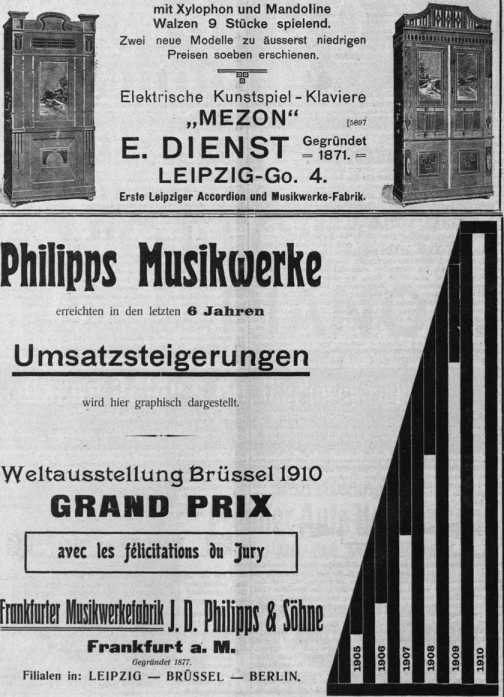 mit Xylophon und Mandoline
Walzen 9 Stücke spielend.
Zwei neue Modelle zu äusserst niedrigen
Preisen soeben erschienen.
Elektrische Kunstspiel-Klaviere
„MEZON“
[5897
E. DIENST Gegründet
= 1871. =
LEIPZIG-Go. 4.
Erste Leipziger Accordion und Musikwerke-Fabrik.
Philipps Musikwerke
erreichten in den letzten 6 Jahren
Umsatzsteigerungen
wird hier graphisch dargestellt.
Weltausstellung Brüssel 1910
GRAND PRIX
avec les félicitations du Jury
Frankfurter Musikwerkefabrik J. D. Philipps & Söhne
Frankfurt a. M.
Gegründet 1877.
Filialen in: LEIPZIG — BRÜSSEL — BERLIN.
1905
1906
1907
1908
1909
1910